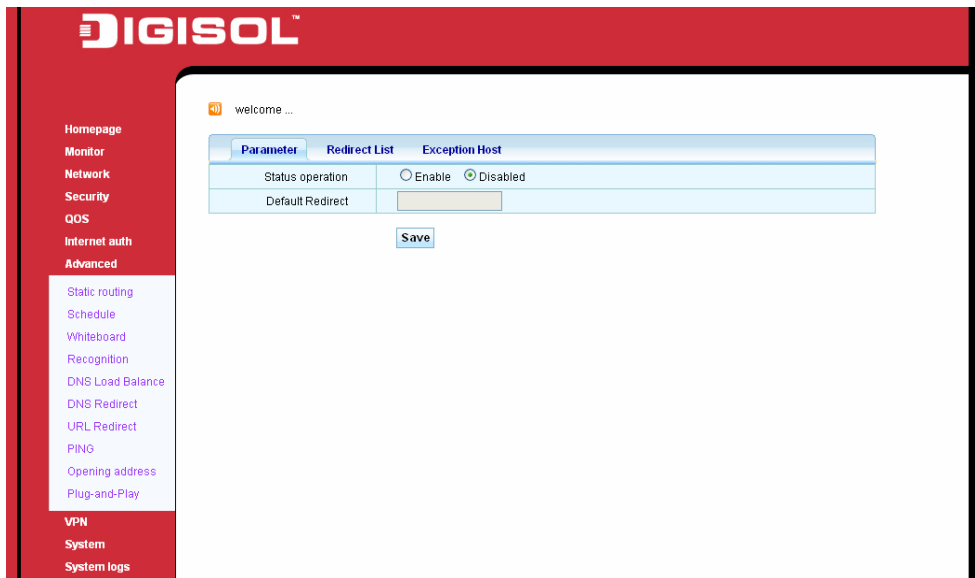 DIGISOL™
welcome ...
Homepage
Monitor
Network
Security
QOS
Internet auth
Advanced
Static routing
Schedule
Whiteboard
Recognition
DNS Load Balance
DNS Redirect
URL Redirect
PING
Opening address
Plug-and-Play
VPN
System
System logs
Parameter Redirect List Exception Host
Status operation Enable Disabled
Default Redirect
Save